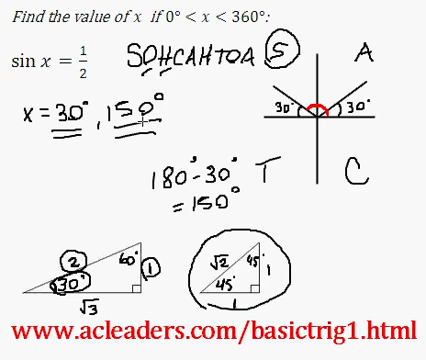 Find the value of x if 0° < x < 360°:
sin x = 1/2
SOHCAHTOA
S A
30° 30°
x = 30°, 150°
180° - 30° T C
= 150°
2 60° 1
30°
√3
√2 45° 1
45°
1
www.acleaders.com/basictrig1.html